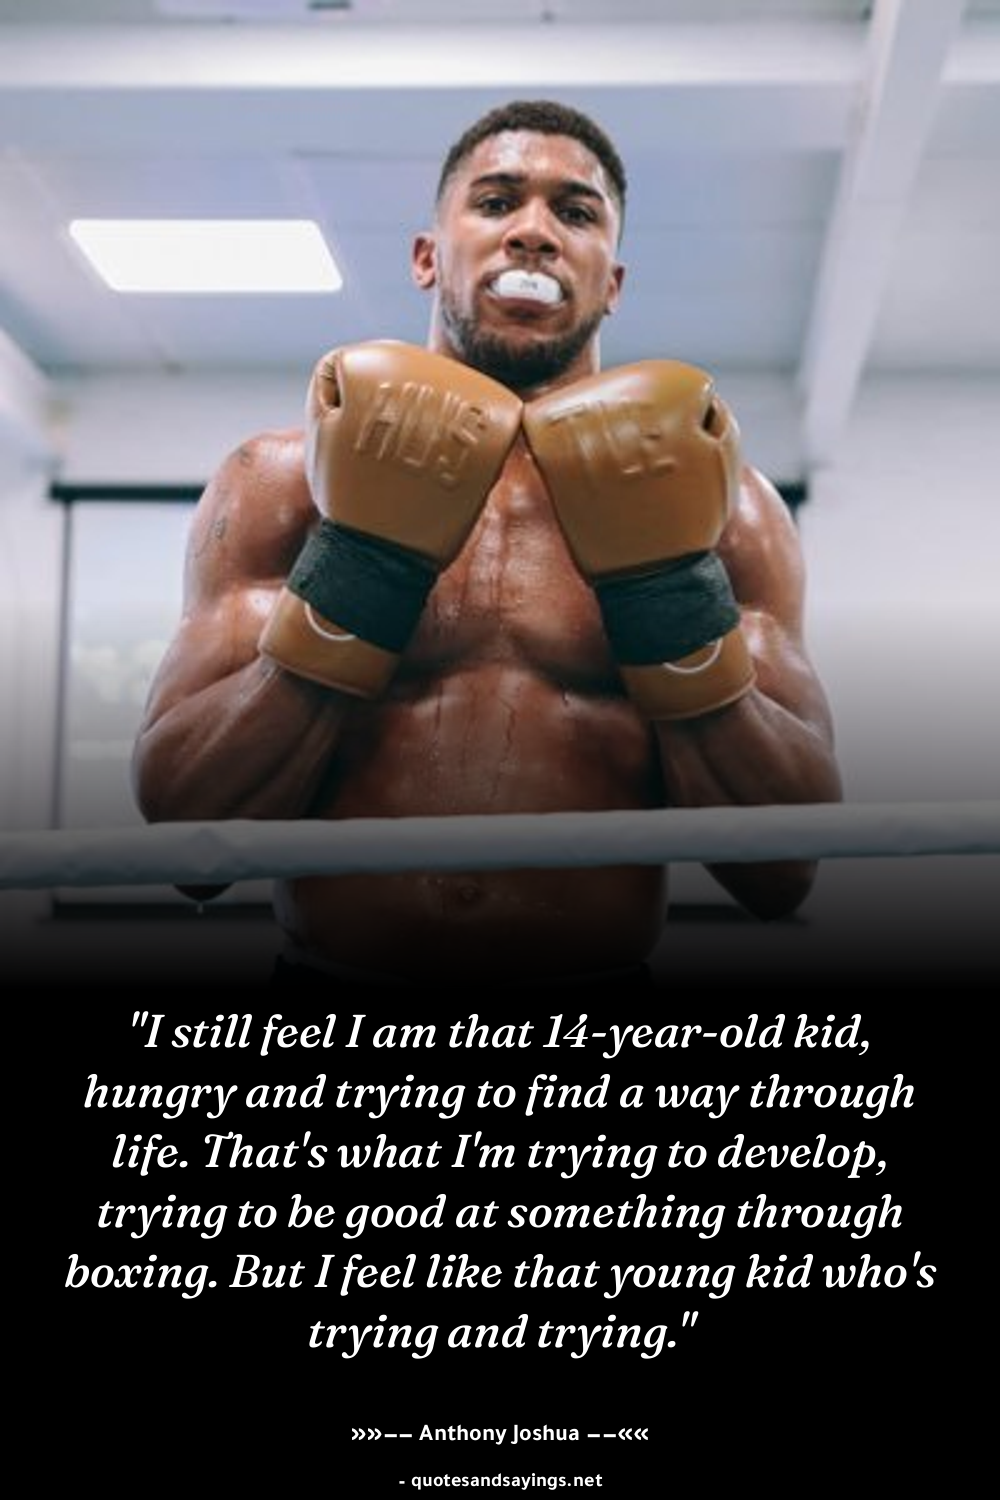 HUS TLE
"I still feel I am that 14-year-old kid,
hungry and trying to find a way through
life. That's what I'm trying to develop,
trying to be good at something through
boxing. But I feel like that young kid who's
trying and trying."
»»–– Anthony Joshua ––««
- quotesandsayings.net